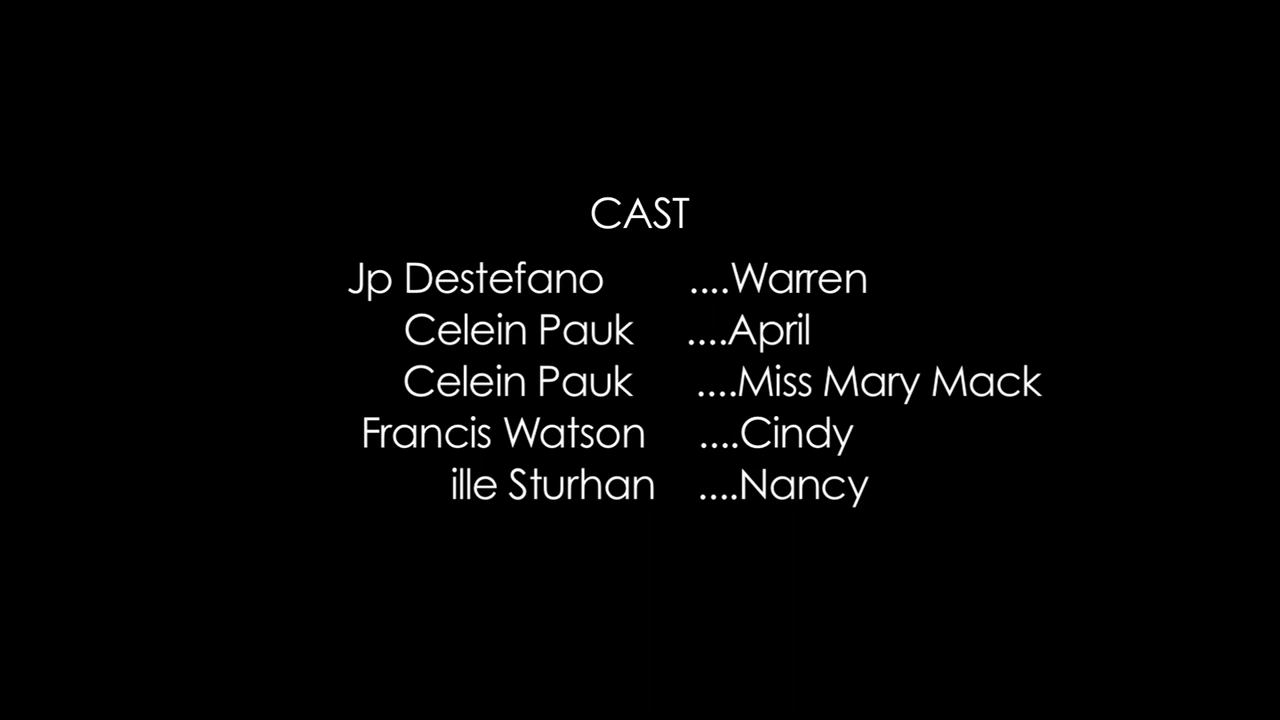 CAST
Jp Destefano ....Warren
Celein Pauk ....April
Celein Pauk ....Miss Mary Mack
Francis Watson ....Cindy
ille Sturhan ....Nancy